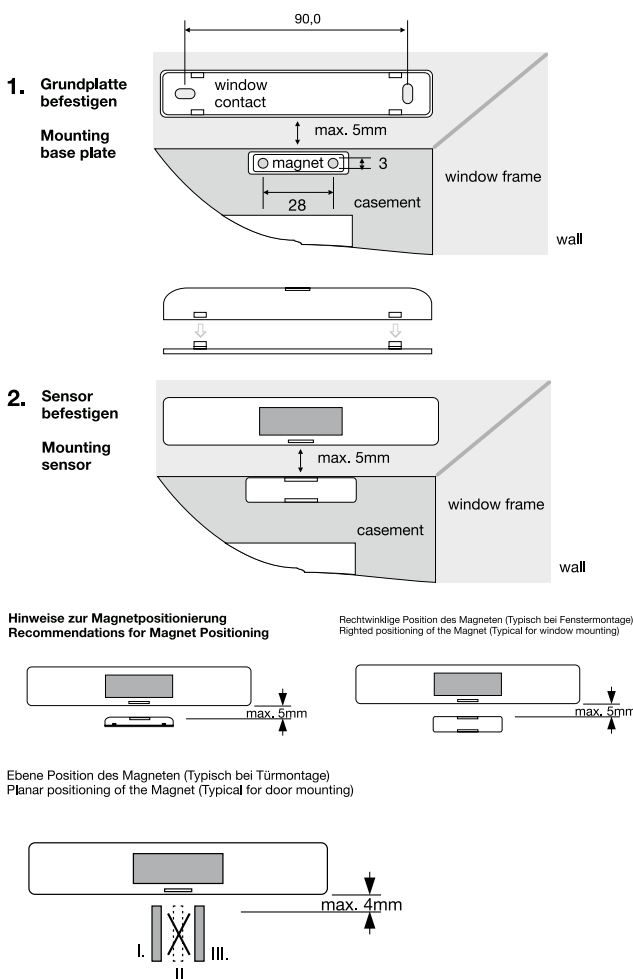 90,0
1. Grundplatte
befestigen
Mounting
base plate
window
contact
max. 5mm
magnet
3
28
casement
window frame
wall
2. Sensor
befestigen
Mounting
sensor
max. 5mm
casement
window frame
wall
Hinweise zur Magnetpositionierung
Recommendations for Magnet Positioning
Rechtwinklige Position des Magneten (Typisch bei Fenstermontage)
Righted positioning of the Magnet (Typical for window mounting)
max. 5mm
max. 5mm
Ebene Position des Magneten (Typisch bei Türmontage)
Planar positioning of the Magnet (Typical for door mounting)
max. 4mm
I.
II
III.